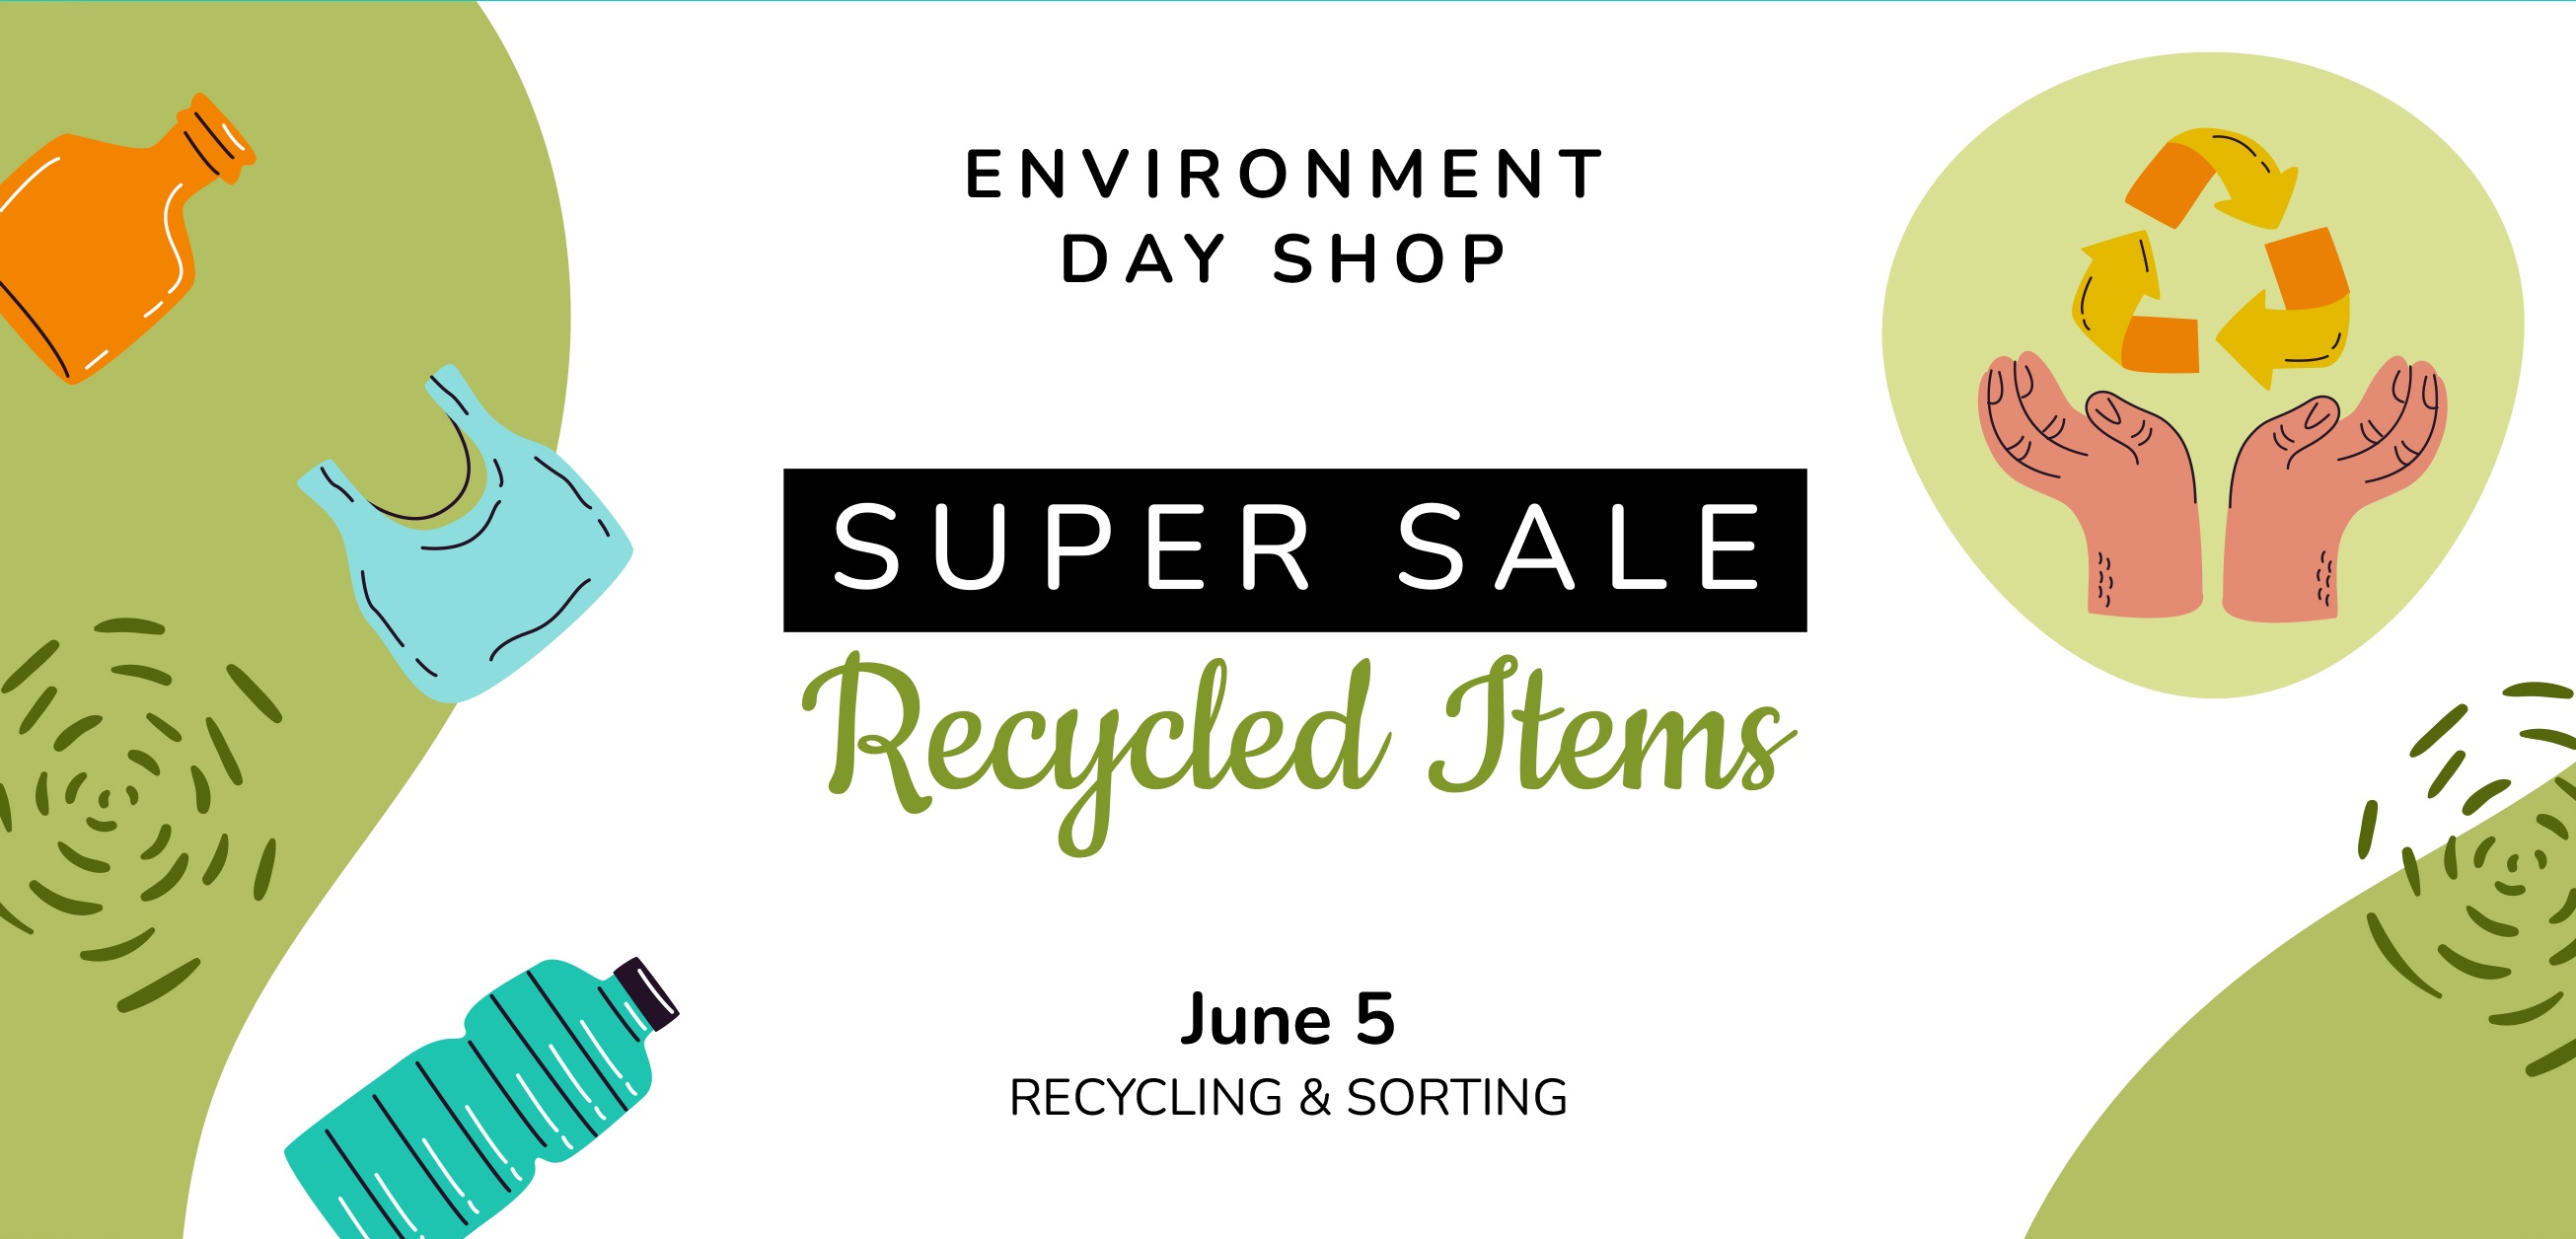 ENVIRONMENT
DAY SHOP
SUPER SALE
Recycled Items
June 5
RECYCLING & SORTING